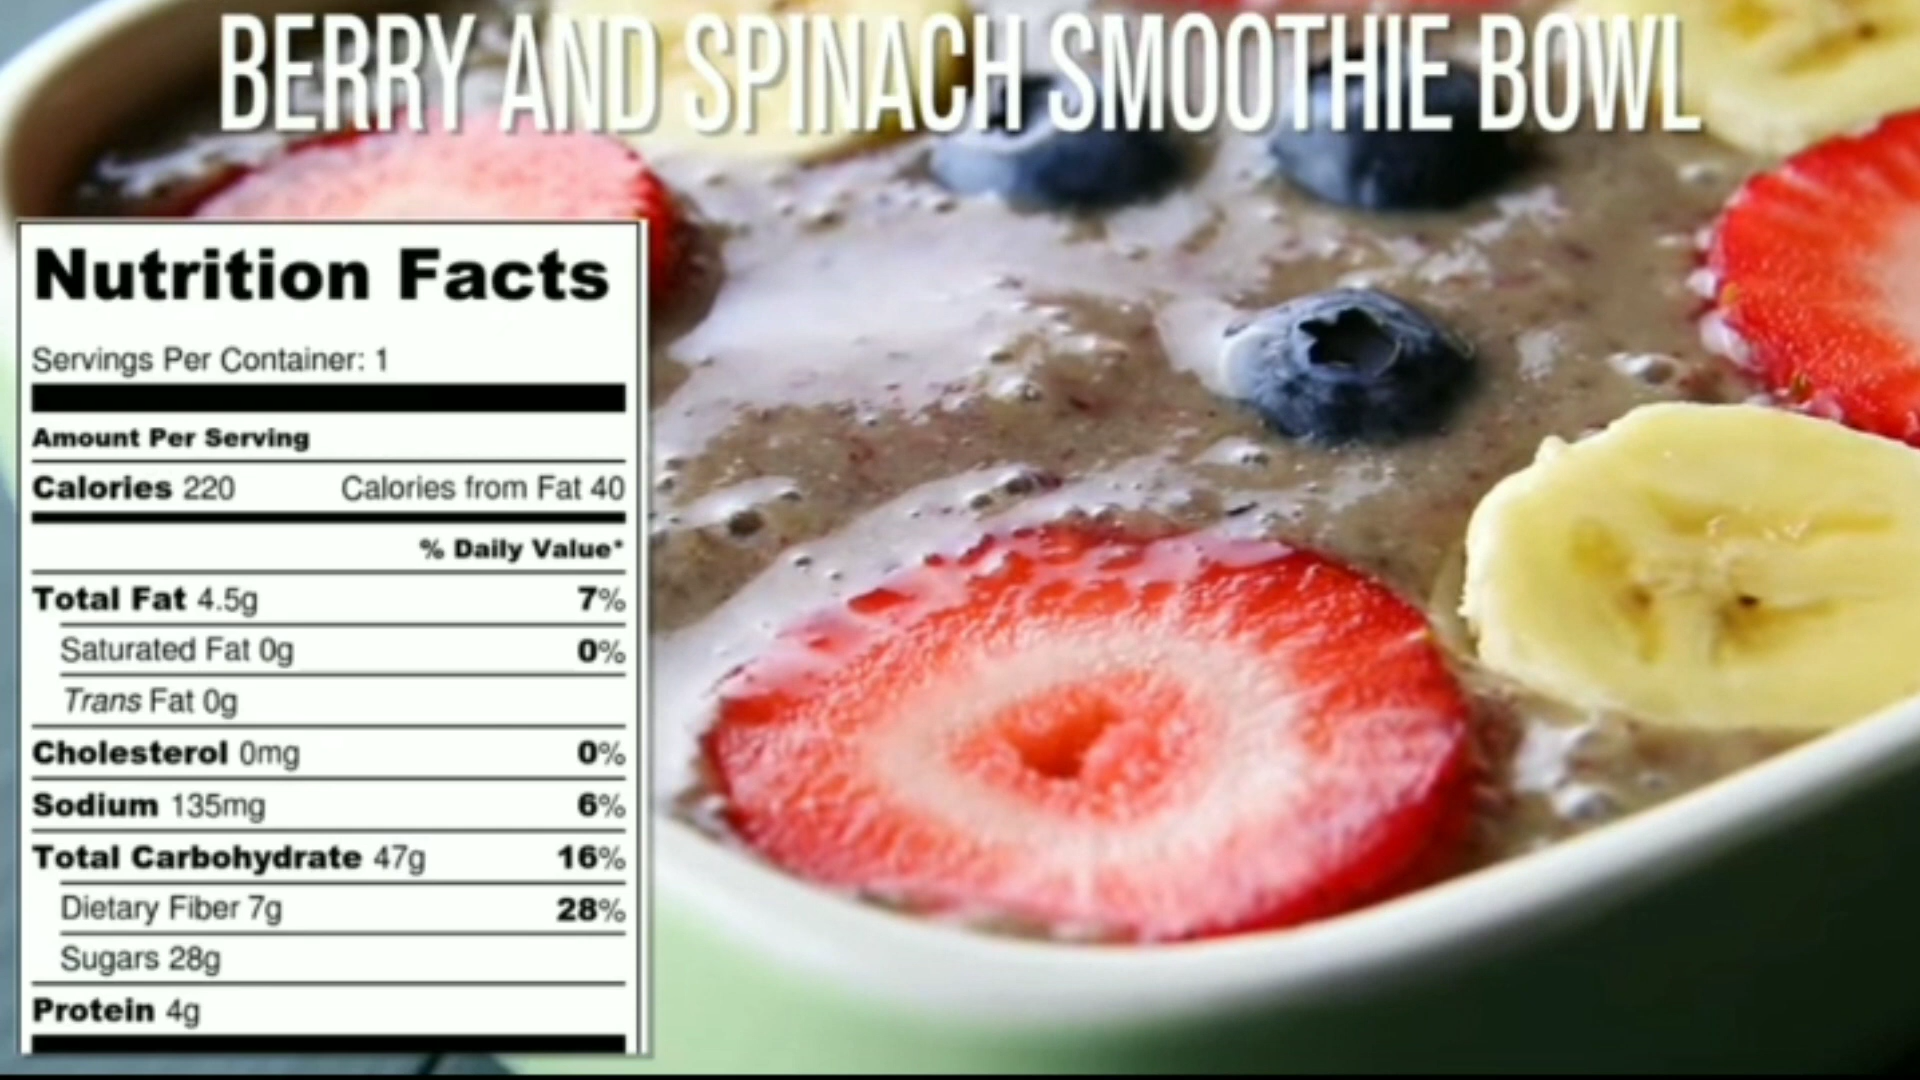 BERRY AND SPINACH SMOOTHIE BOWL
Nutrition Facts
Servings Per Container: 1
Amount Per Serving
Calories 220 Calories from Fat 40
% Daily Value*
Total Fat 4.5g 7%
Saturated Fat 0g 0%
Trans Fat 0g
Cholesterol 0mg 0%
Sodium 135mg 6%
Total Carbohydrate 47g 16%
Dietary Fiber 7g 28%
Sugars 28g
Protein 4g